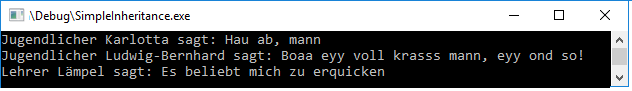 \Debug\SimpleInheritance.exe
Jugendlicher Karlotta sagt: Hau ab, mann
Jugendlicher Ludwig-Bernhard sagt: Boaa eyy voll krasss mann, eyy ond so!
Lehrer Lämpel sagt: Es beliebt mich zu erquicken